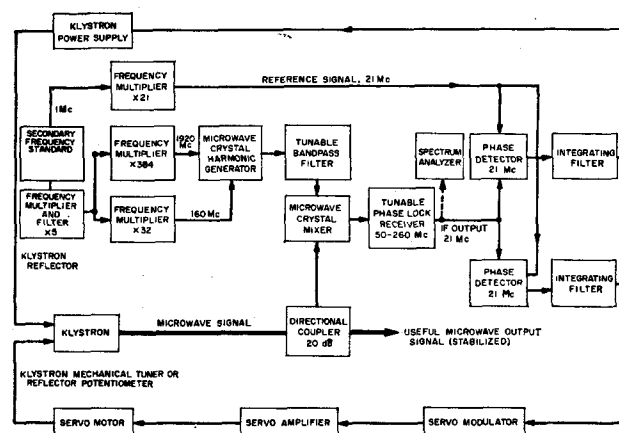 KLYSTRON
POWER SUPPLY
FREQUENCY
MULTIPLIER
X21
REFERENCE SIGNAL, 21 Mc
1Mc
SECONDARY
FREQUENCY
STANDARD
FREQUENCY
MULTIPLIER
AND
FILTER
X5
FREQUENCY
MULTIPLIER
X384
1920
Mc
FREQUENCY
MULTIPLIER
X32
160 Mc
MICROWAVE
CRYSTAL
HARMONIC
GENERATOR
TUNABLE
BANDPASS
FILTER
MICROWAVE
CRYSTAL
MIXER
TUNABLE
PHASE LOCK
RECEIVER
50-260 Mc
SPECTRUM
ANALYZER
IF OUTPUT
21 Mc
PHASE
DETECTOR
21 Mc
INTEGRATING
FILTER
PHASE
DETECTOR
21 Mc
INTEGRATING
FILTER
KLYSTRON
REFLECTOR
KLYSTRON
MICROWAVE SIGNAL
DIRECTIONAL
COUPLER
20 dB
USEFUL MICROWAVE OUTPUT
SIGNAL (STABILIZED)
KLYSTRON MECHANICAL TUNER OR
REFLECTOR POTENTIOMETER
SERVO MOTOR
SERVO AMPLIFIER
SERVO MODULATOR